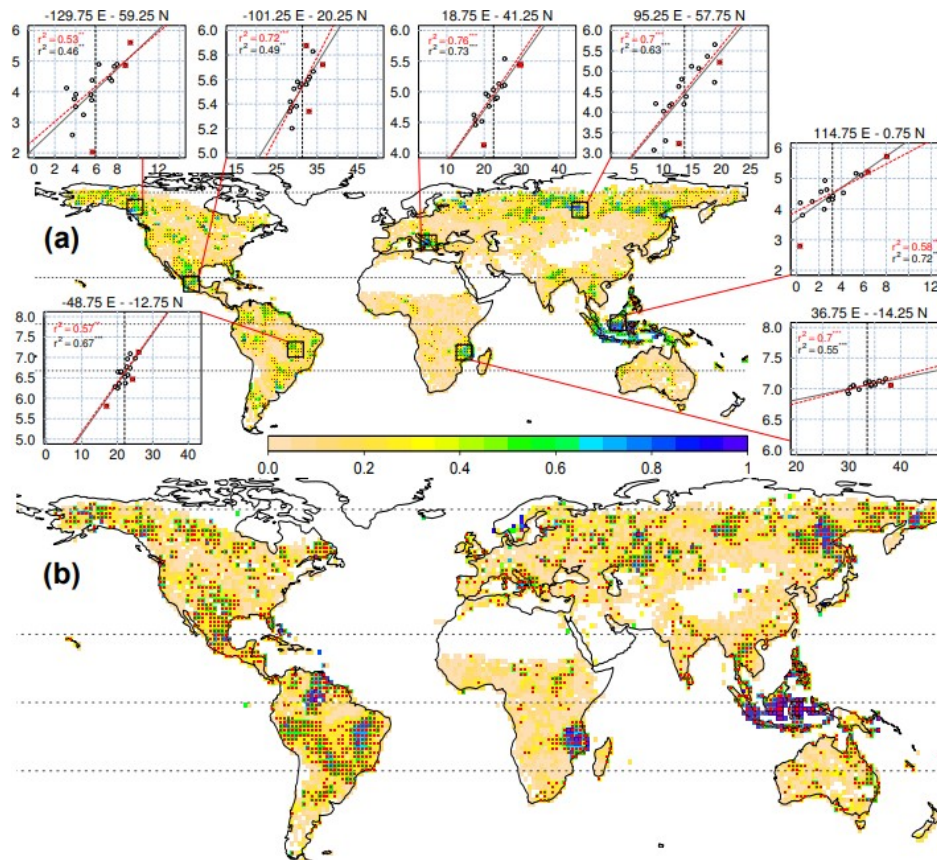 -129.75 E - 59.25 N
-101.25 E - 20.25 N
18.75 E - 41.25 N
95.25 E - 57.75 N
r² = 0.53**
r² = 0.46**
6
5
4
3
2
0 2 4 6 8 10 12 14
r² = 0.72***
r² = 0.49***
6.0
5.8
5.6
5.4
5.2
5.0
15 20 25 30 35 40 45
r² = 0.76***
r² = 0.73***
6.0
5.5
5.0
4.5
4.0
0 10 20 30 40
r² = 0.7***
r² = 0.63***
6.0
5.5
5.0
4.5
4.0
3.5
3.0
5 10 15 20 25
114.75 E - 0.75 N
6
5
4
3
2
r² = 0.58**
r² = 0.72**
0 2 4 6 8 10 12
(a)
-48.75 E - -12.75 N
r² = 0.57**
r² = 0.67***
8.0
7.5
7.0
6.5
6.0
5.5
5.0
0 10 20 30 40
36.75 E - -14.25 N
r² = 0.7***
r² = 0.55***
8.0
7.5
7.0
6.5
6.0
20 30 40
0.0 0.2 0.4 0.6 0.8 1
(b)